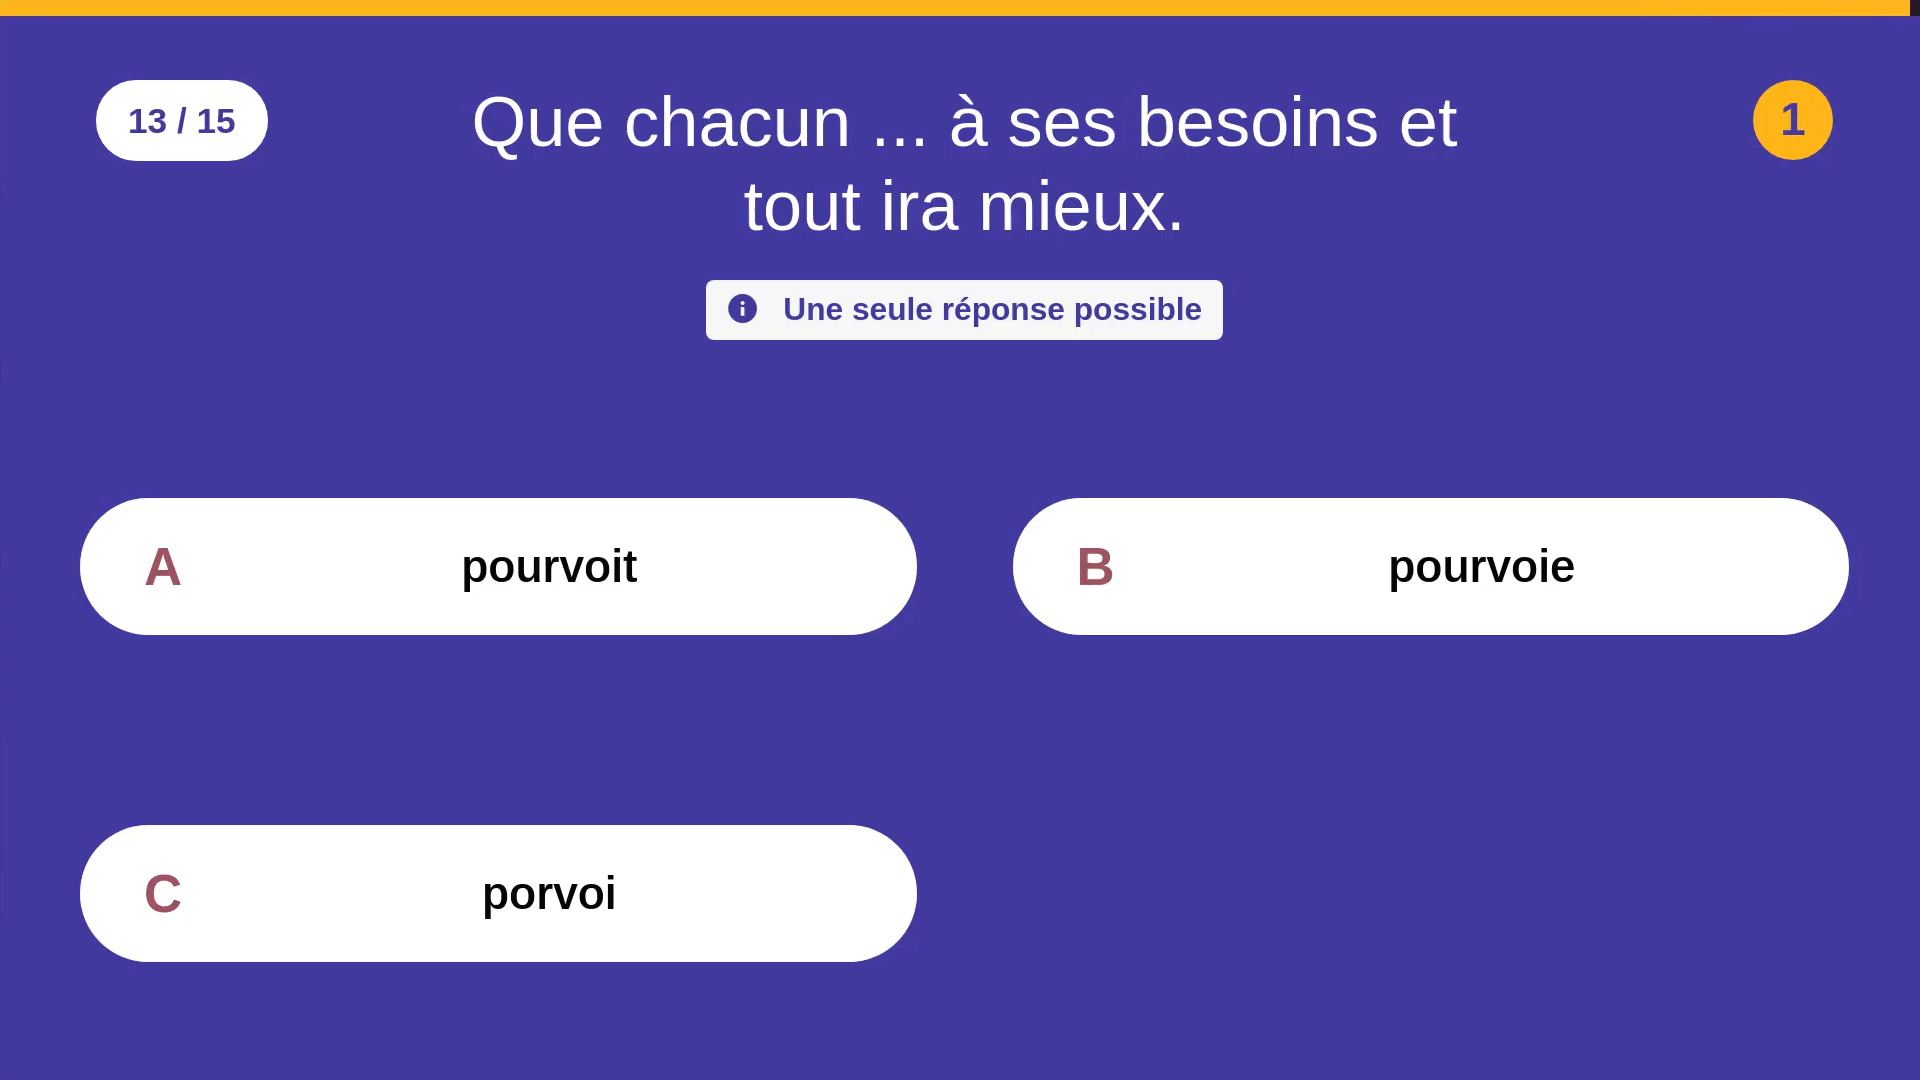 13 / 15
Que chacun ... à ses besoins et
tout ira mieux.
1
Une seule réponse possible
A pourvoit
B pourvoie
C porvoi